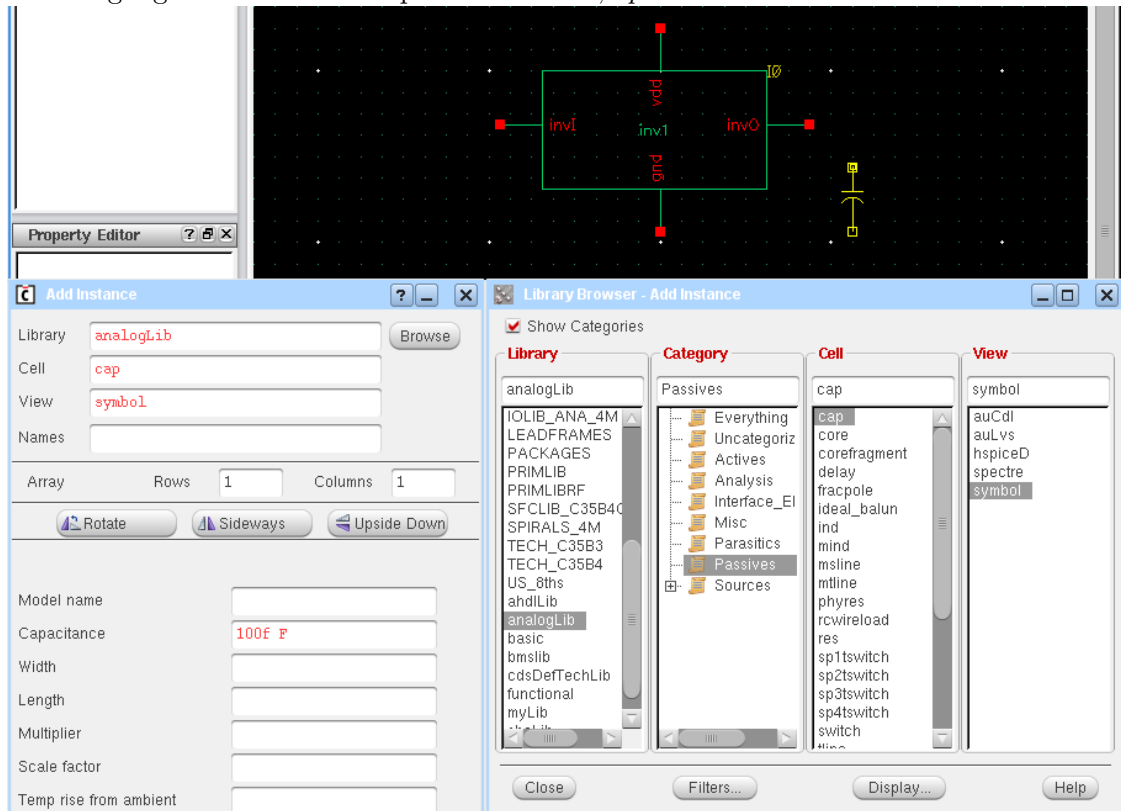 I0
vdd
invI
inv1
invO
gnd
Property Editor
Add Instance
Library
analogLib
Browse
Cell
cap
View
symbol
Names
Array
Rows
1
Columns
1
Rotate
Sideways
Upside Down
Model name
Capacitance
100f F
Width
Length
Multiplier
Scale factor
Temp rise from ambient
Library Browser - Add Instance
Show Categories
Library
analogLib
IOLIB_ANA_4M
LEADFRAMES
PACKAGES
PRIMLIB
PRIMLIBRF
SFCLIB_C35B4C
SPIRALS_4M
TECH_C35B3
TECH_C35B4
US_8ths
ahdlLib
analogLib
basic
bmslib
cdsDefTechLib
functional
myLib
Category
Passives
Everything
Uncategoriz
Actives
Analysis
Interface_El
Misc
Parasitics
Passives
Sources
Cell
cap
cap
core
corefragment
delay
fracpole
ideal_balun
ind
mind
msline
mtline
phyres
rcwireload
res
sp1tswitch
sp2tswitch
sp3tswitch
sp4tswitch
switch
View
symbol
auCdl
auLvs
hspiceD
spectre
symbol
Close
Filters...
Display...
Help